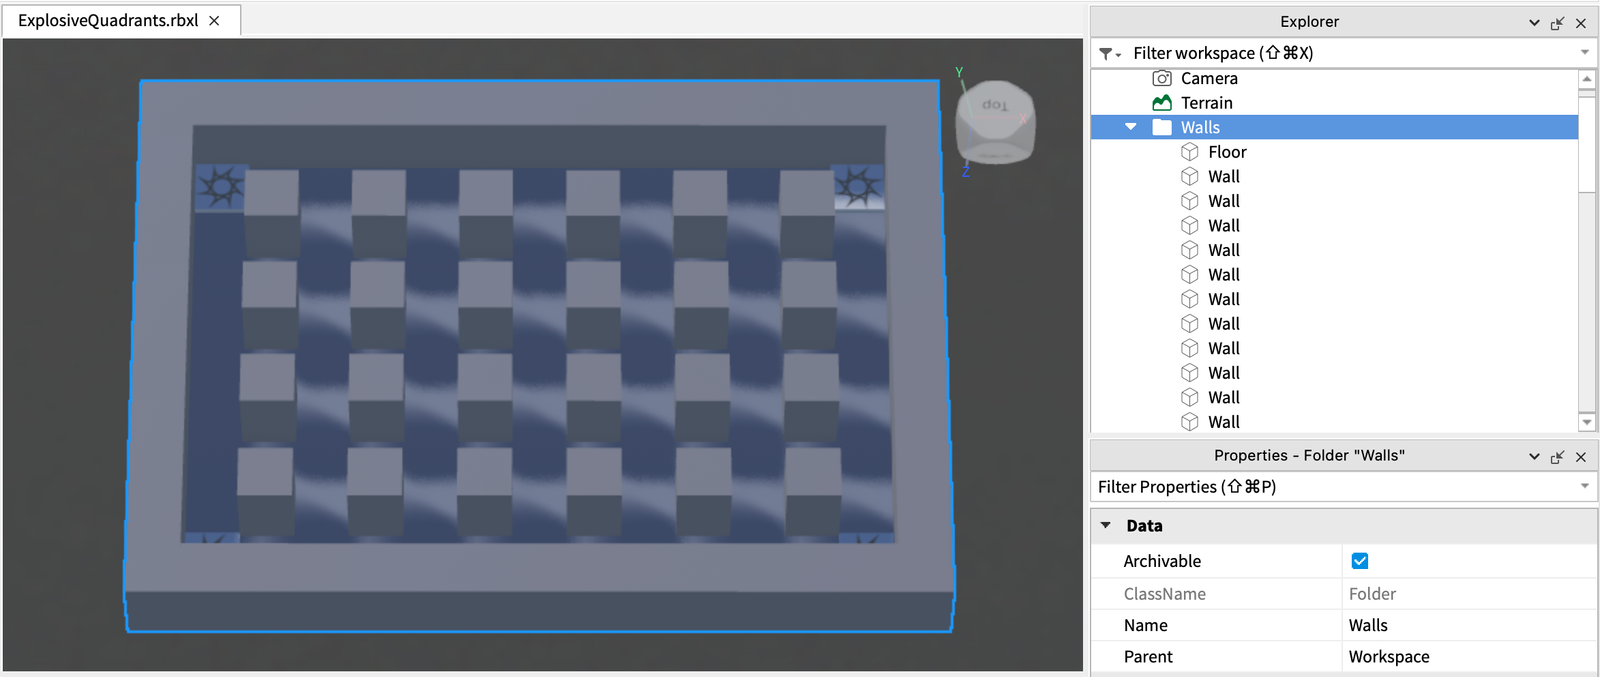 ExplosiveQuadrants.rbxl
Explorer
Filter workspace (⇧⌘X)
Camera
Terrain
Walls
Floor
Wall
Wall
Wall
Wall
Wall
Wall
Wall
Wall
Wall
Wall
Wall
Y
Top
X
Z
Properties - Folder "Walls"
Filter Properties (⇧⌘P)
Data
Archivable
ClassName Folder
Name Walls
Parent Workspace